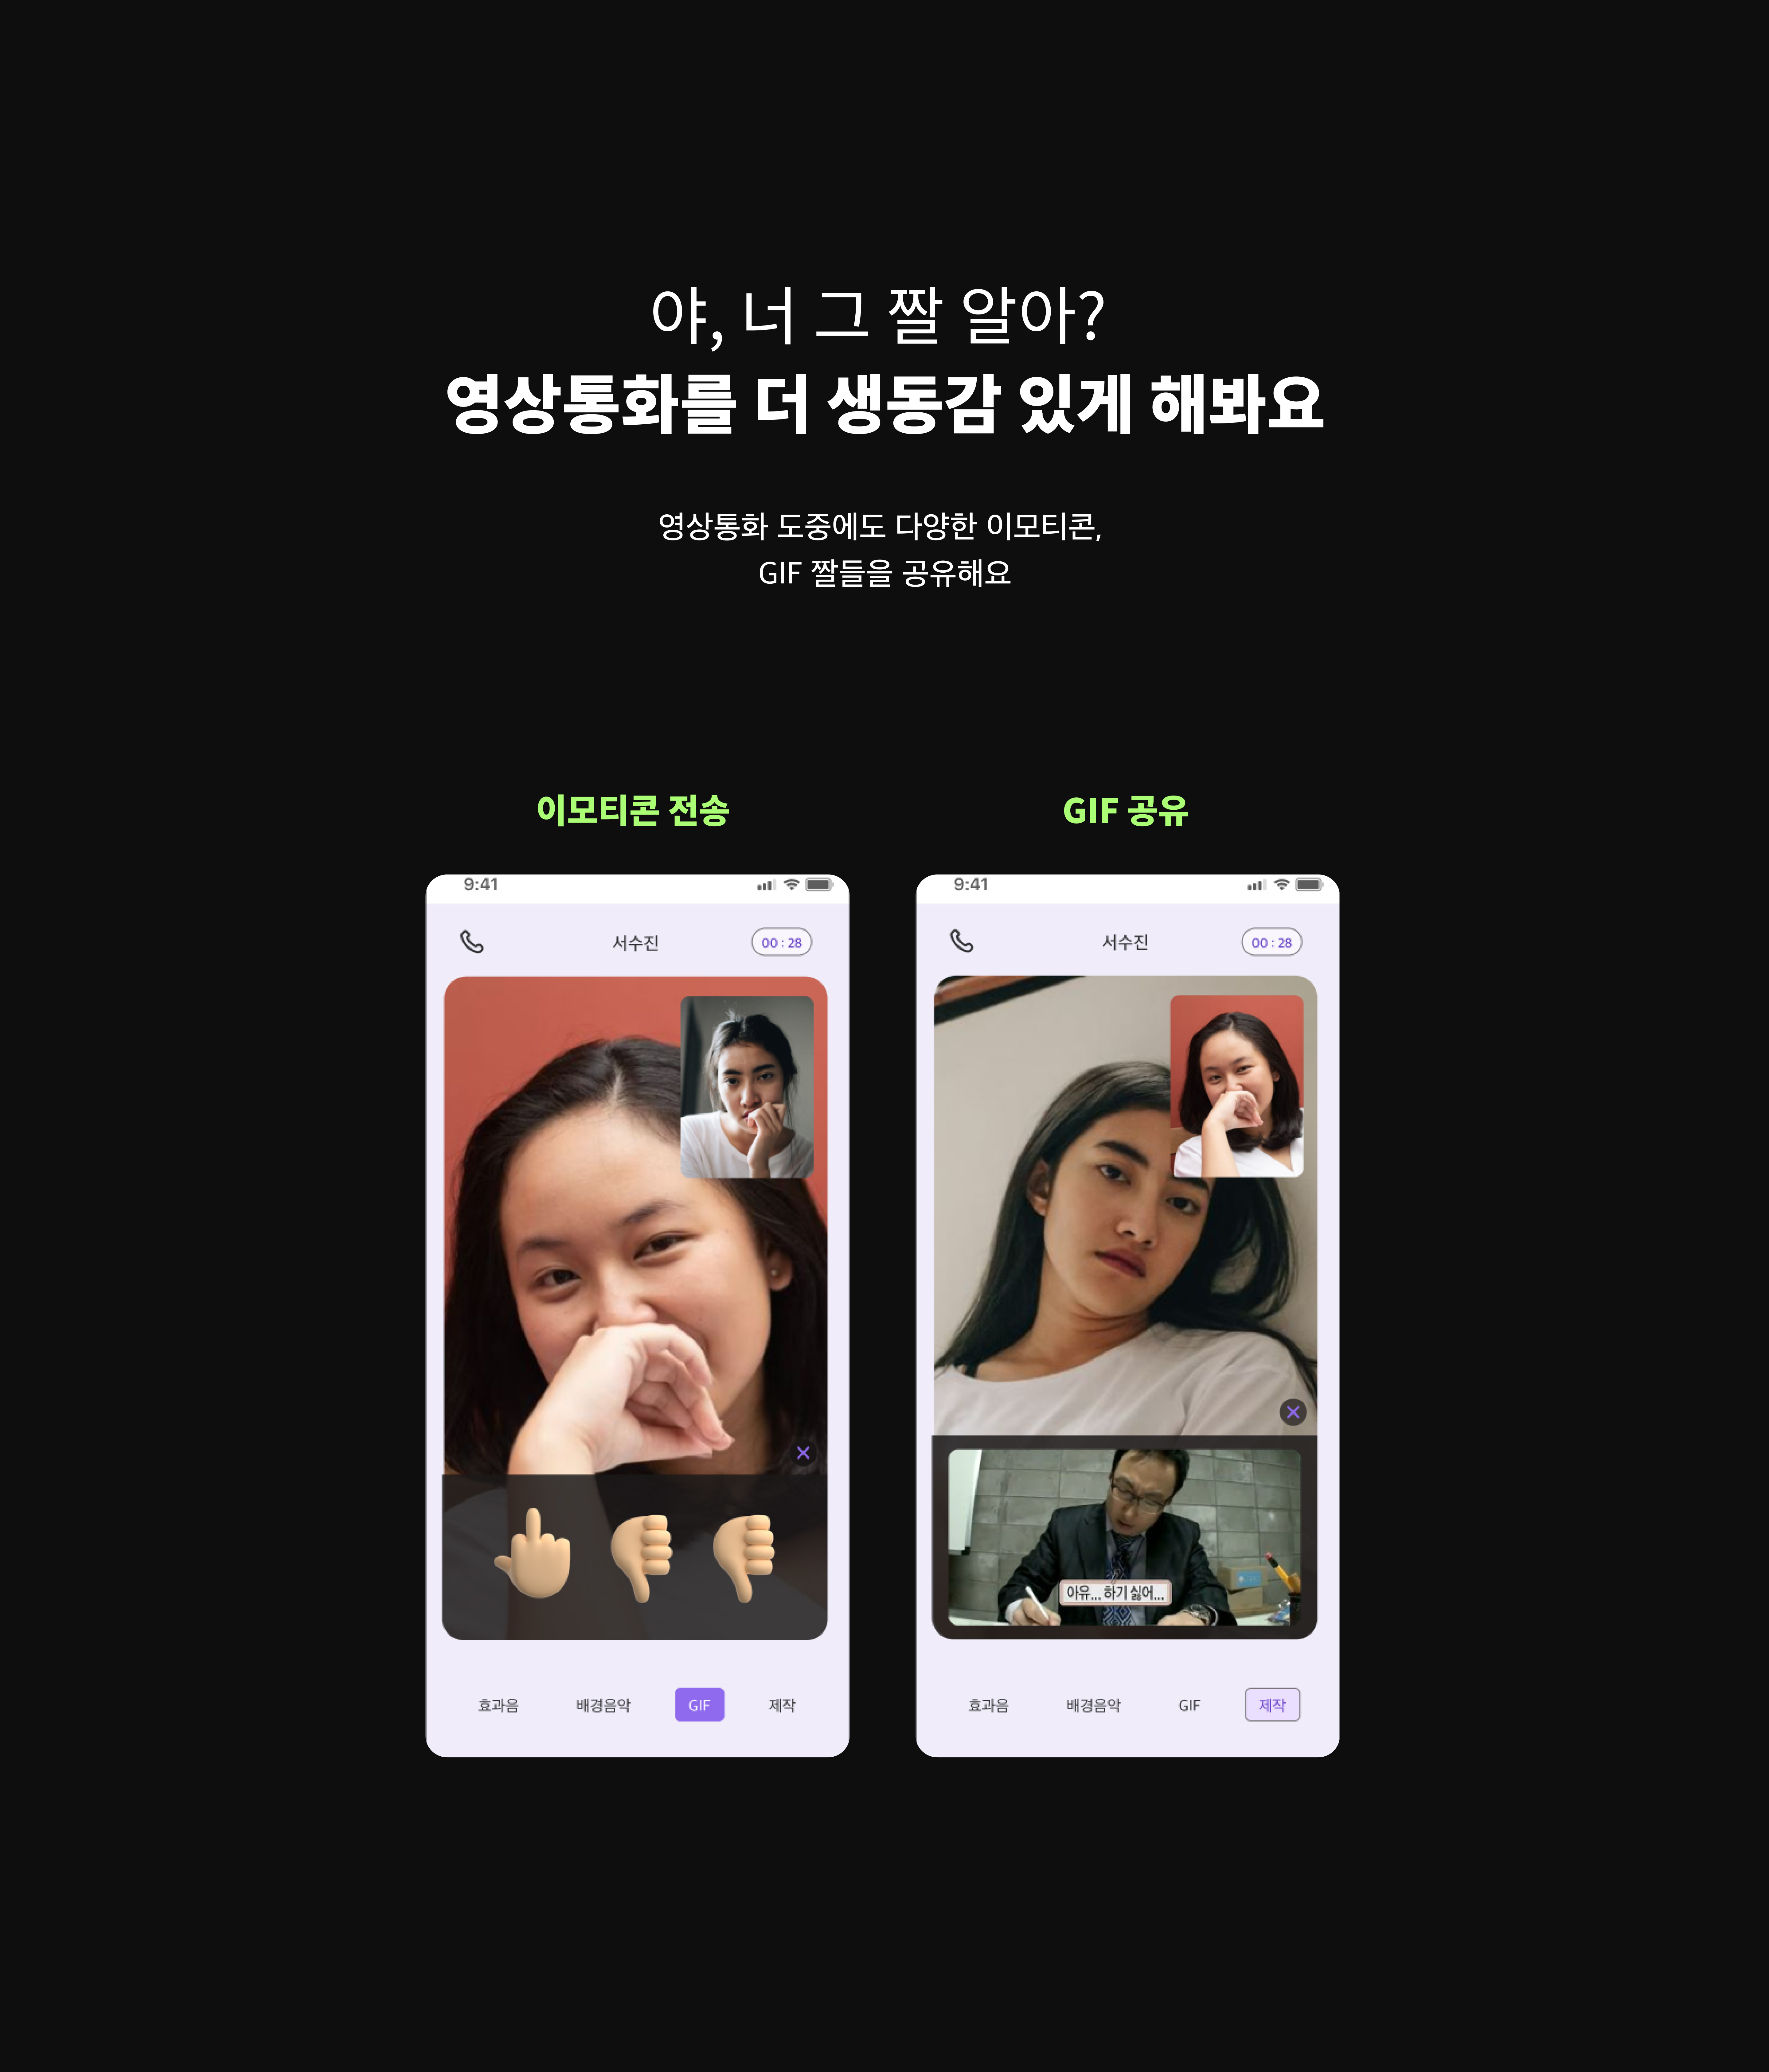 야, 너 그 짤 알아?
영상통화를 더 생동감 있게 해봐요
영상통화 도중에도 다양한 이모티콘,
GIF 짤들을 공유해요
이모티콘 전송
9:41
서수진
00 : 28
효과음 배경음악 GIF 제작
GIF 공유
9:41
서수진
00 : 28
아유... 하기 싫어...
효과음 배경음악 GIF 제작